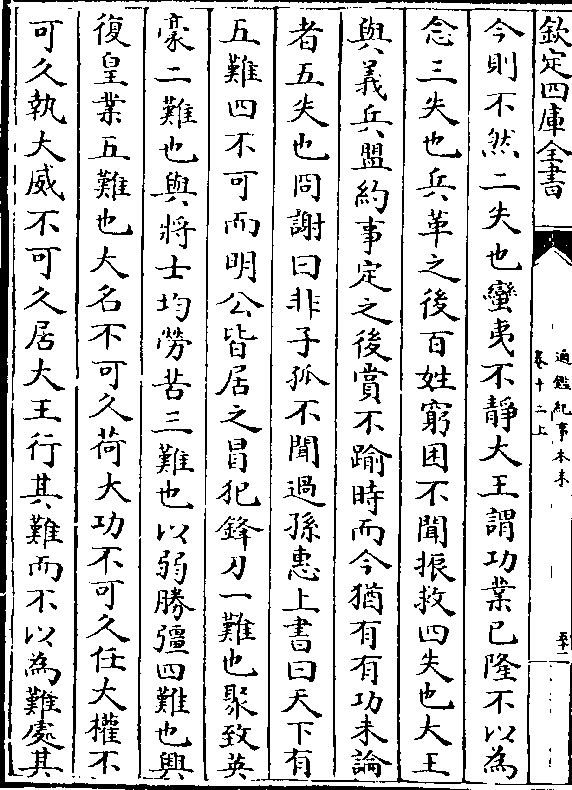 欽定四庫全書
通鑑紀事本末
卷十二上
今則不然二失也蠻夷不靜大王謂功業已隆不以為
念三失也兵革之後百姓窮困不聞振救四失也大王
與義兵盟約事定之後賞不踰時而今猶有有功未論
者五失也冏謝曰非子孤不聞過孫惠上書曰天下有
五難四不可而明公皆居之冒犯鋒刃一難也聚致英
豪二難也與將士均勞苦三難也以弱勝彊四難也興
復皇業五難也大名不可久荷大功不可久任大權不
可久執大威不可久居大王行其難而不以為難處其